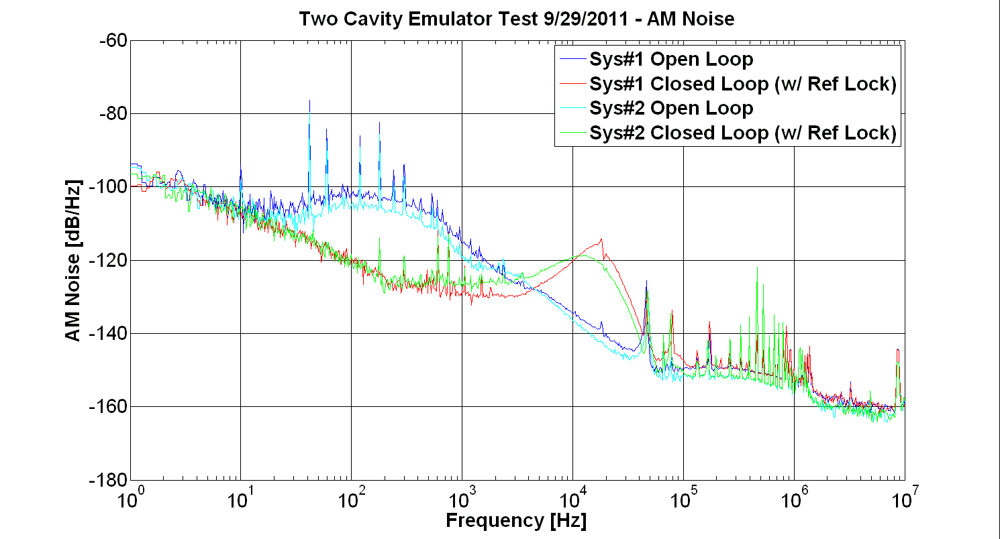 Two Cavity Emulator Test 9/29/2011 - AM Noise
Sys#1 Open Loop
Sys#1 Closed Loop (w/ Ref Lock)
Sys#2 Open Loop
Sys#2 Closed Loop (w/ Ref Lock)
AM Noise [dB/Hz]
-60
-80
-100
-120
-140
-160
-180
10^0 10^1 10^2 10^3 10^4 10^5 10^6 10^7
Frequency [Hz]